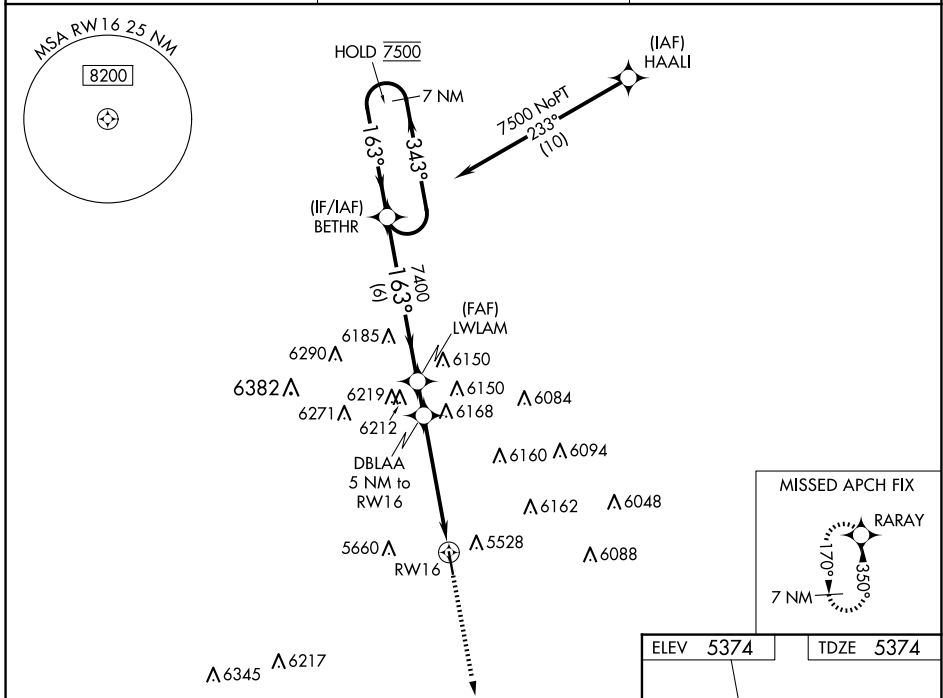 MSA RW16 25 NM
8200
HOLD 7500
7 NM
163°
343°
(IAF)
HAALI
7500 NoPT
233°
(10)
(IF/IAF)
BETHR
7400
163°
(6)
(FAF)
LWLAM
6185
6290
6150
6382
6219
6150
6084
6271
6212
6168
DBLAA
5 NM to
RW16
6160
6094
6162
6048
5660
5528
6088
RW16
MISSED APCH FIX
RARAY
170°
350°
7 NM
6345
6217
ELEV 5374
TDZE 5374